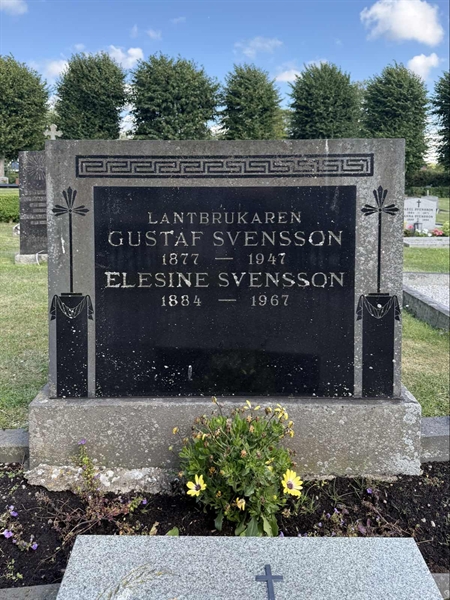 LANTBRUKAREN
GUSTAF SVENSSON
1877 — 1947
ELESINE SVENSSON
1884 — 1967